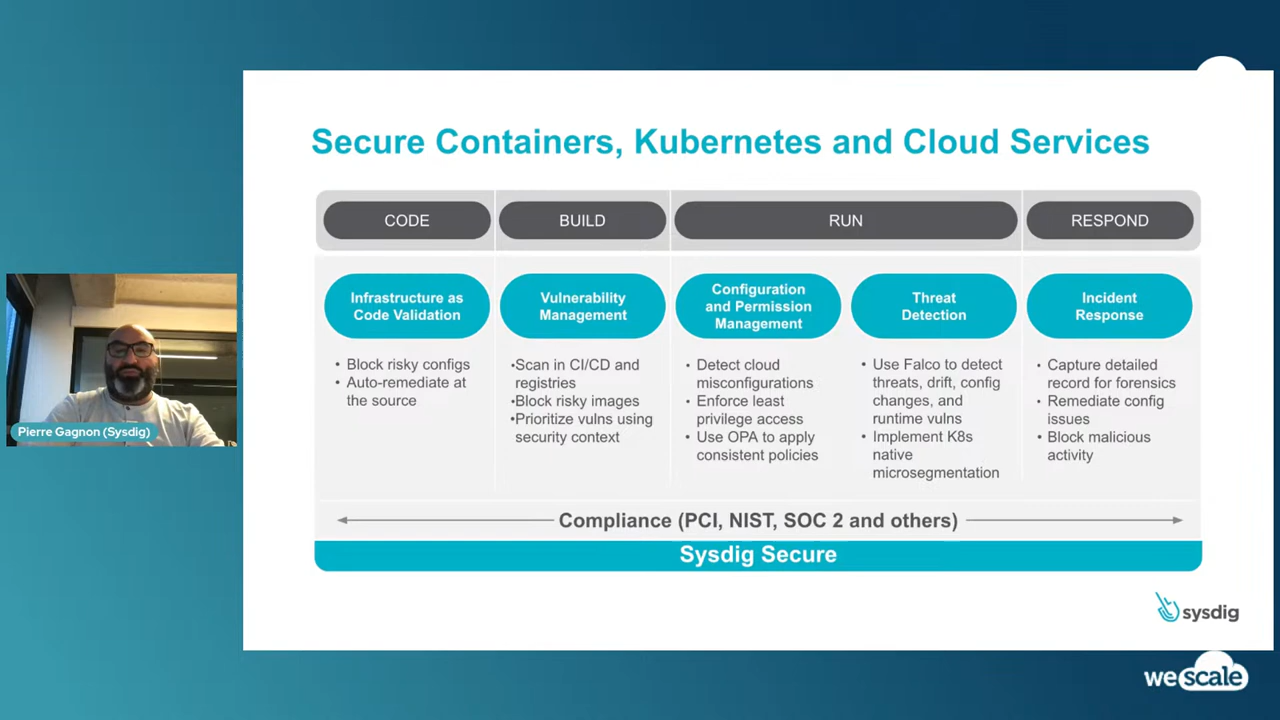 Secure Containers, Kubernetes and Cloud Services
CODE
BUILD
RUN
RESPOND
Infrastructure as
Code Validation
• Block risky configs
• Auto-remediate at
the source
Vulnerability
Management
•Scan in CI/CD and
registries
•Block risky images
•Prioritize vulns using
security context
Configuration
and Permission
Management
• Detect cloud
misconfigurations
• Enforce least
privilege access
• Use OPA to apply
consistent policies
Threat
Detection
• Use Falco to detect
threats, drift, config
changes, and
runtime vulns
• Implement K8s
native
microsegmentation
Incident
Response
• Capture detailed
record for forensics
• Remediate config
issues
• Block malicious
activity
Compliance (PCI, NIST, SOC 2 and others)
Sysdig Secure
sysdig
Pierre Gagnon (Sysdig)
wescale